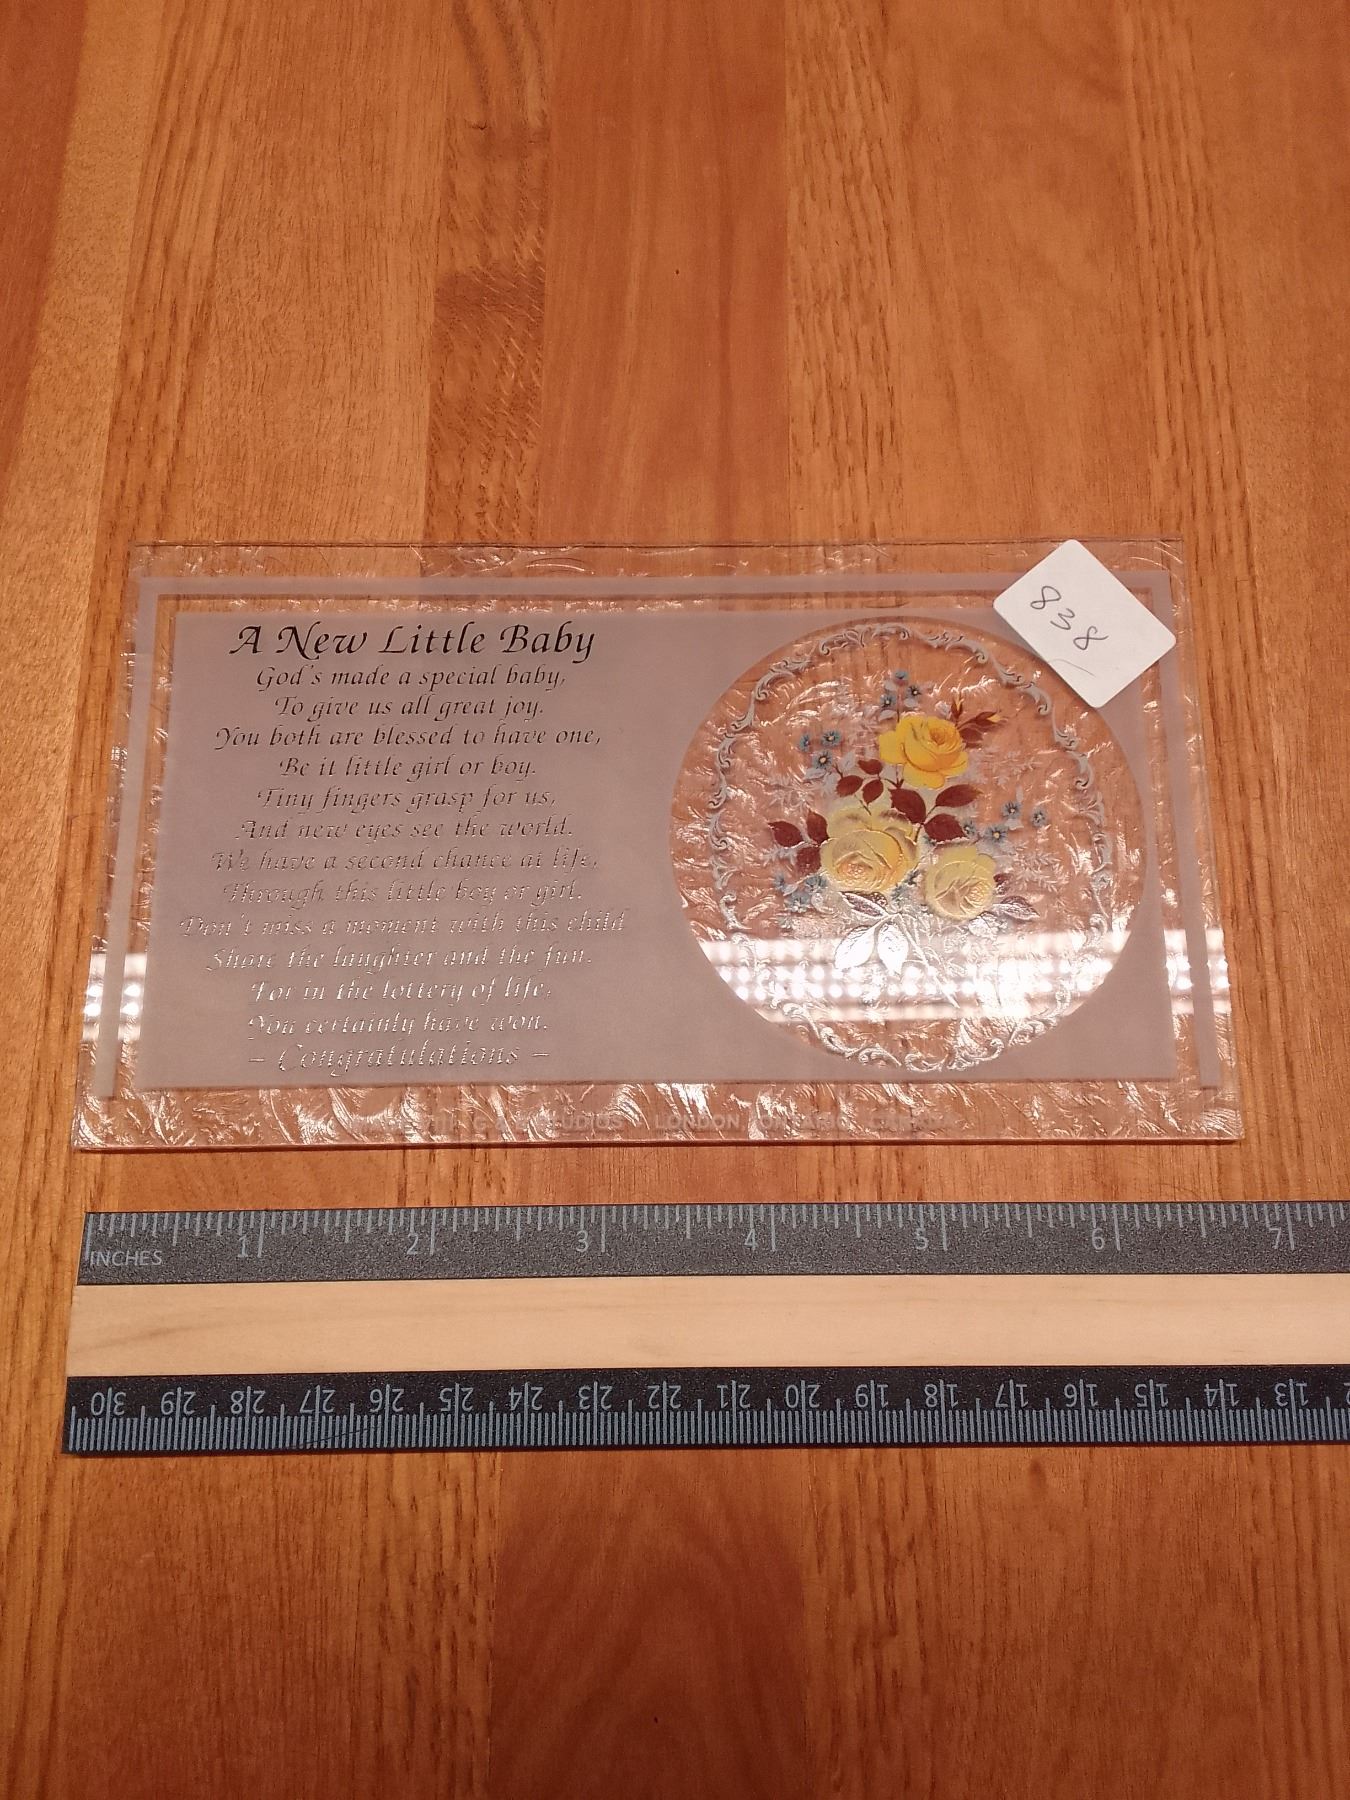 838
A New Little Baby
God's made a special baby,
To give us all great joy.
You both are blessed to have one,
Be it little girl or boy.
Tiny fingers grasp for us,
And new eyes see the world.
We have a second chance at life,
Through this little boy or girl.
Don't miss a moment with this child
Share the laughter and the fun.
For in the lottery of life,
You certainly have won.
– Congratulations –
STUDIOS LONDON, ONTARIO, CANADA
1 2 3 4 5 6 7
INCHES
30 29 28 27 26 25 24 23 22 21 20 19 18 17 16 15 14 13